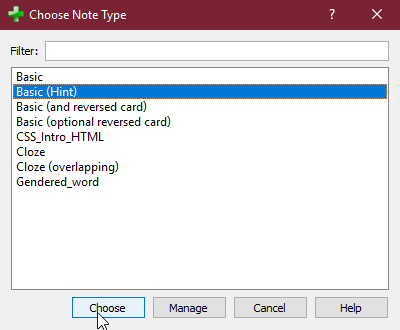 Choose Note Type
?
Filter:
Basic
Basic (Hint)
Basic (and reversed card)
Basic (optional reversed card)
CSS_Intro_HTML
Cloze
Cloze (overlapping)
Gendered_word
Choose Manage Cancel Help